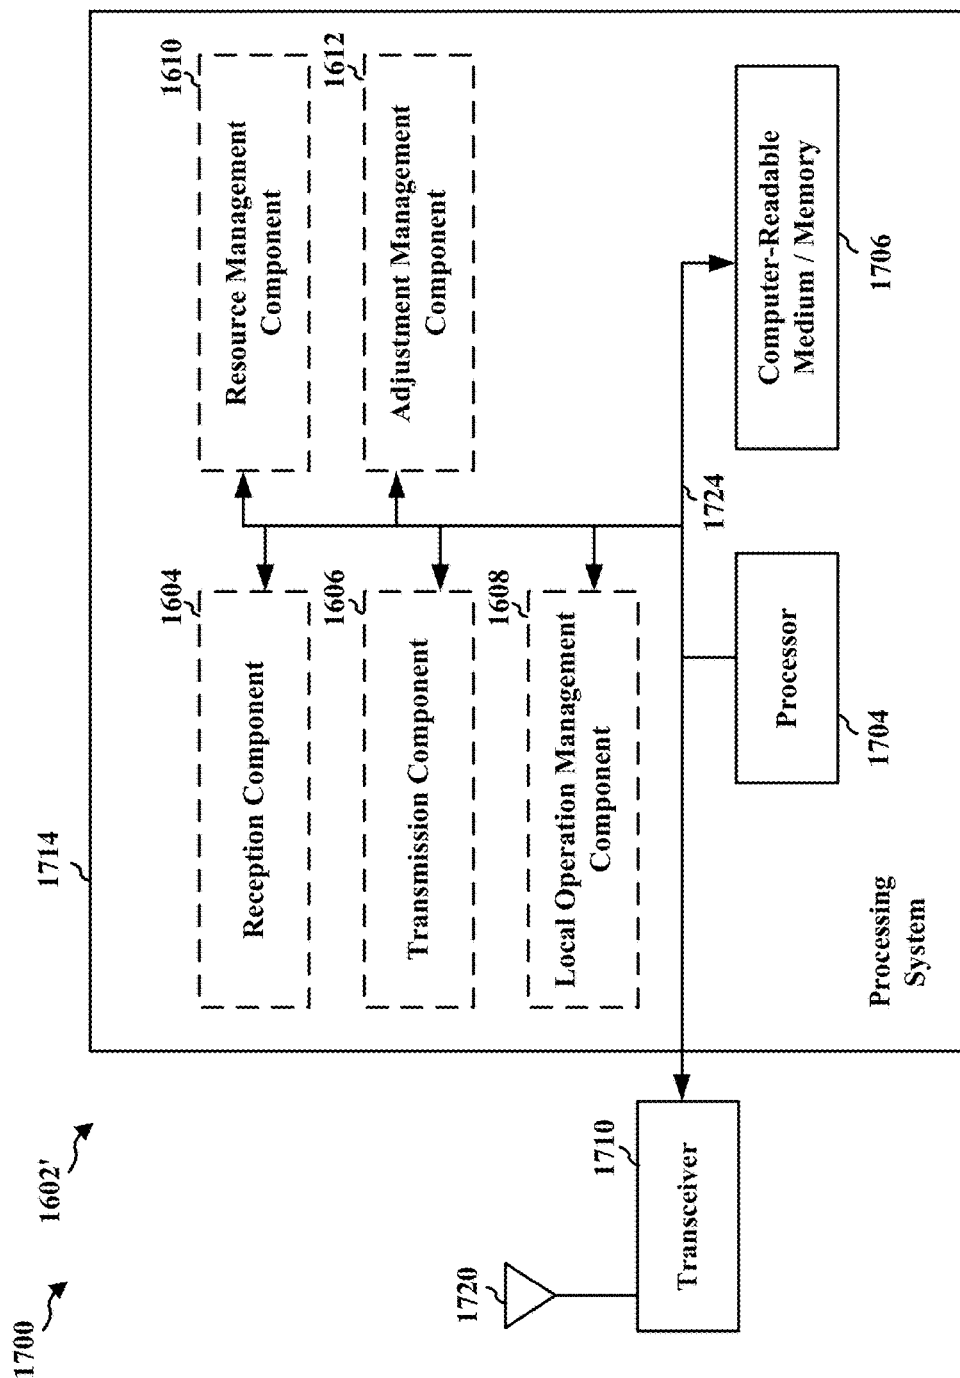 1700
1602'
1714
1720
1710
Transceiver
1604
Reception Component
1606
Transmission Component
1608
Local Operation Management
Component
1610
Resource Management
Component
1612
Adjustment Management
Component
1724
Processing
System
Processor
1704
Computer-Readable
Medium / Memory
1706